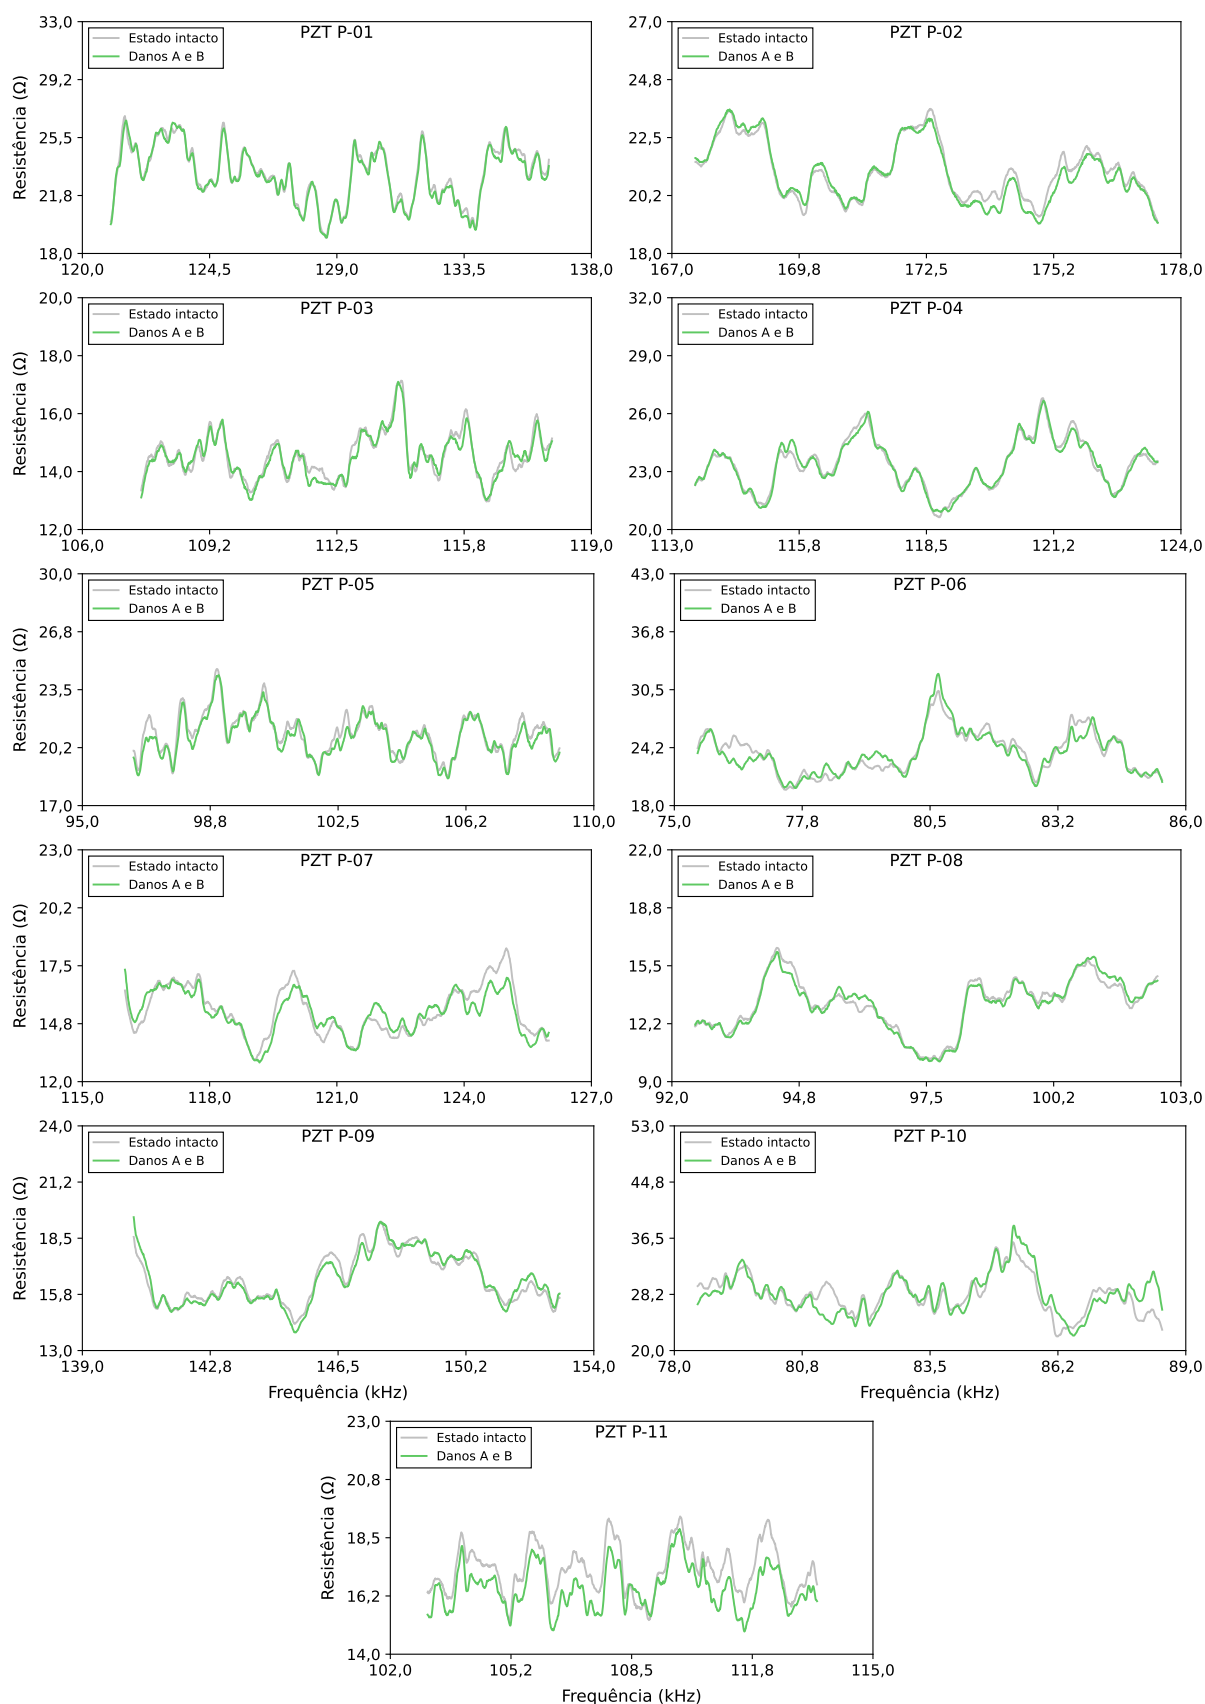 PZT P-01
Estado intacto
Danos A e B
Resistência (Ω)
33,0
29,2
25,5
21,8
18,0
120,0 124,5 129,0 133,5 138,0
PZT P-02
Estado intacto
Danos A e B
27,0
24,8
22,5
20,2
18,0
167,0 169,8 172,5 175,2 178,0
PZT P-03
Estado intacto
Danos A e B
Resistência (Ω)
20,0
18,0
16,0
14,0
12,0
106,0 109,2 112,5 115,8 119,0
PZT P-04
Estado intacto
Danos A e B
32,0
29,0
26,0
23,0
20,0
113,0 115,8 118,5 121,2 124,0
PZT P-05
Estado intacto
Danos A e B
Resistência (Ω)
30,0
26,8
23,5
20,2
17,0
95,0 98,8 102,5 106,2 110,0
PZT P-06
Estado intacto
Danos A e B
43,0
36,8
30,5
24,2
18,0
75,0 77,8 80,5 83,2 86,0
PZT P-07
Estado intacto
Danos A e B
Resistência (Ω)
23,0
20,2
17,5
14,8
12,0
115,0 118,0 121,0 124,0 127,0
PZT P-08
Estado intacto
Danos A e B
22,0
18,8
15,5
12,2
9,0
92,0 94,8 97,5 100,2 103,0
PZT P-09
Estado intacto
Danos A e B
Resistência (Ω)
24,0
21,2
18,5
15,8
13,0
139,0 142,8 146,5 150,2 154,0
Frequência (kHz)
PZT P-10
Estado intacto
Danos A e B
53,0
44,8
36,5
28,2
20,0
78,0 80,8 83,5 86,2 89,0
Frequência (kHz)
PZT P-11
Estado intacto
Danos A e B
Resistência (Ω)
23,0
20,8
18,5
16,2
14,0
102,0 105,2 108,5 111,8 115,0
Frequência (kHz)